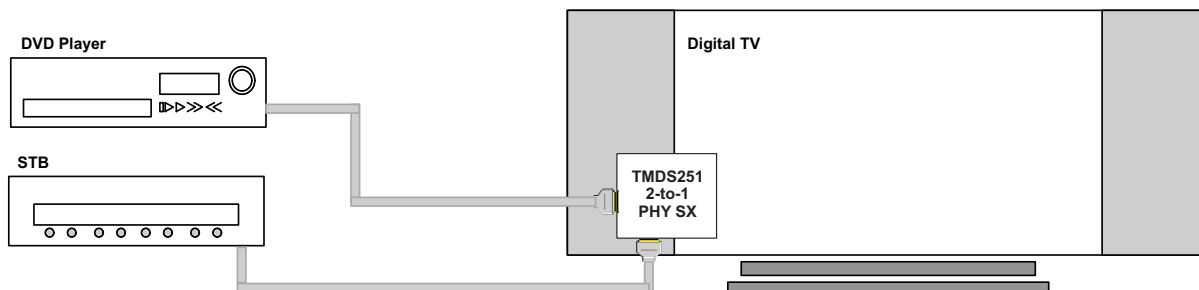 DVD Player
Digital TV
STB
TMDS251
2-to-1
PHY SX